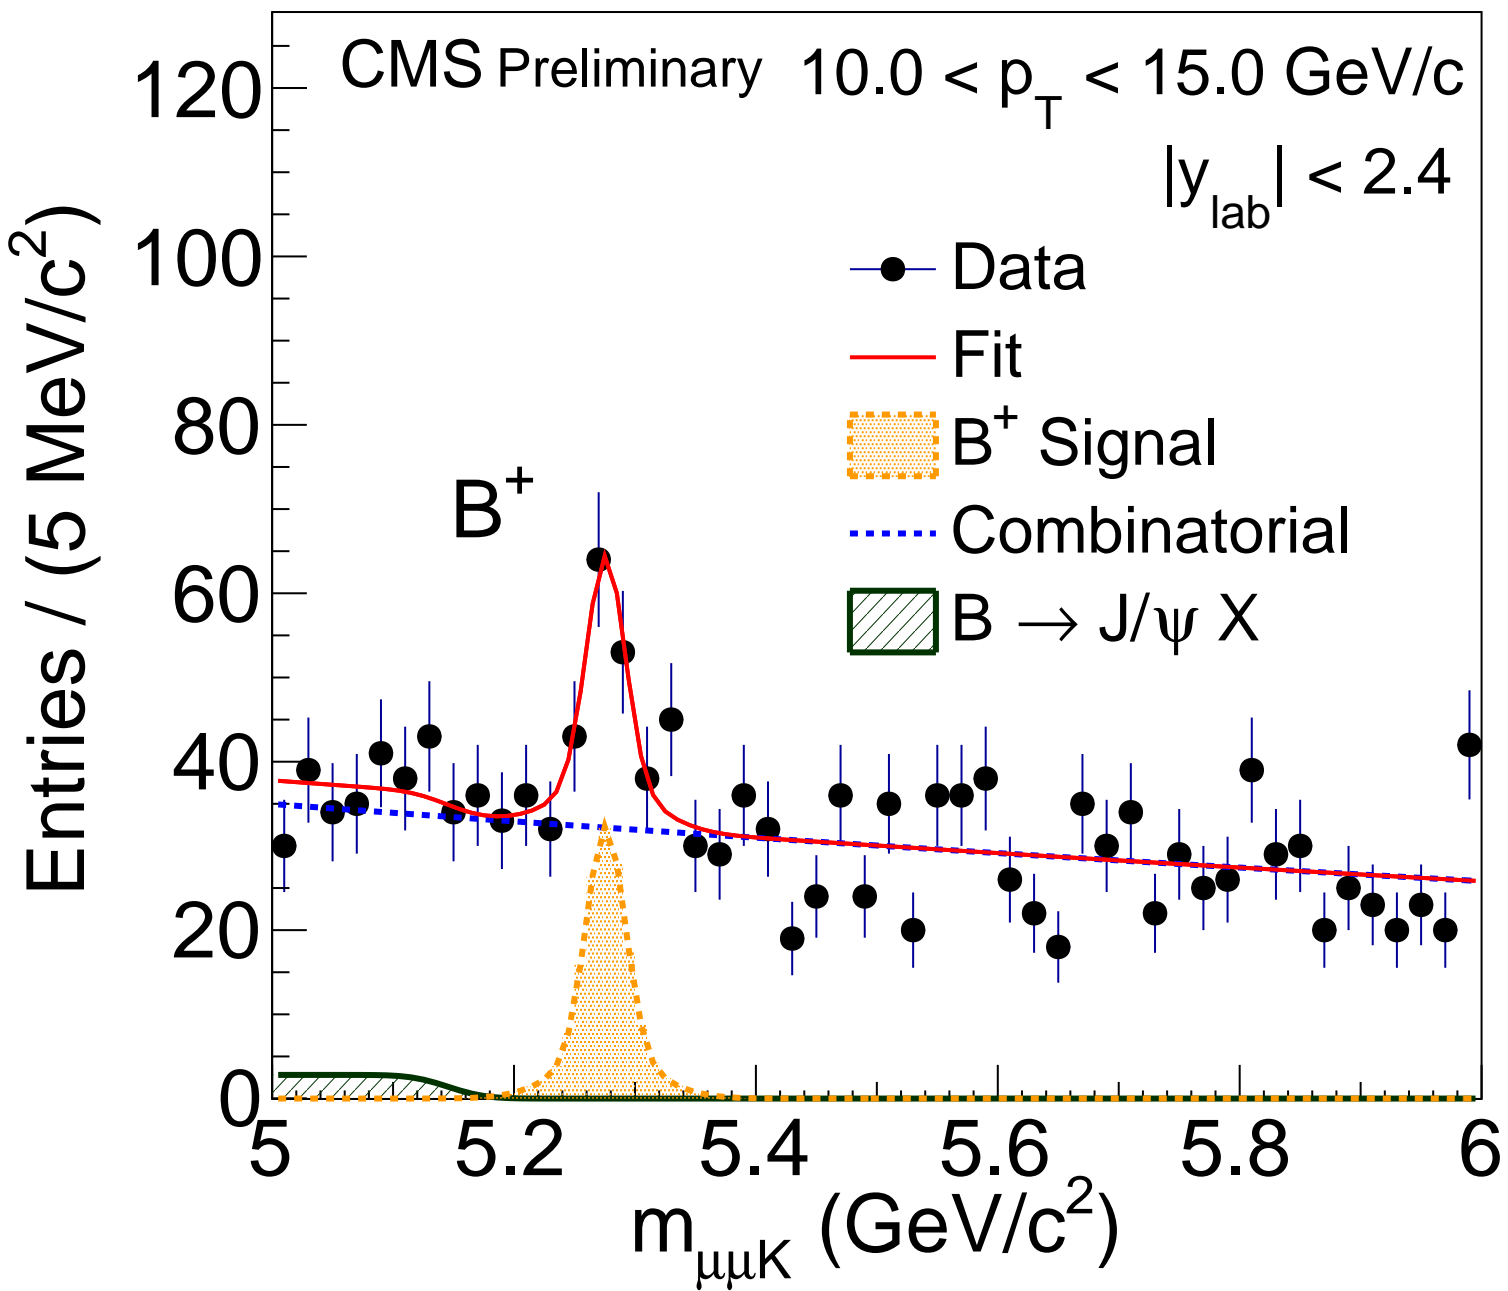 CMS Preliminary 10.0 < p_T < 15.0 GeV/c
|y_lab| < 2.4
Data
Fit
B⁺ Signal
Combinatorial
B → J/ψ X
B⁺
Entries / (5 MeV/c²)
120
100
80
60
40
20
0
5 5.2 5.4 5.6 5.8 6
m_μμK (GeV/c²)